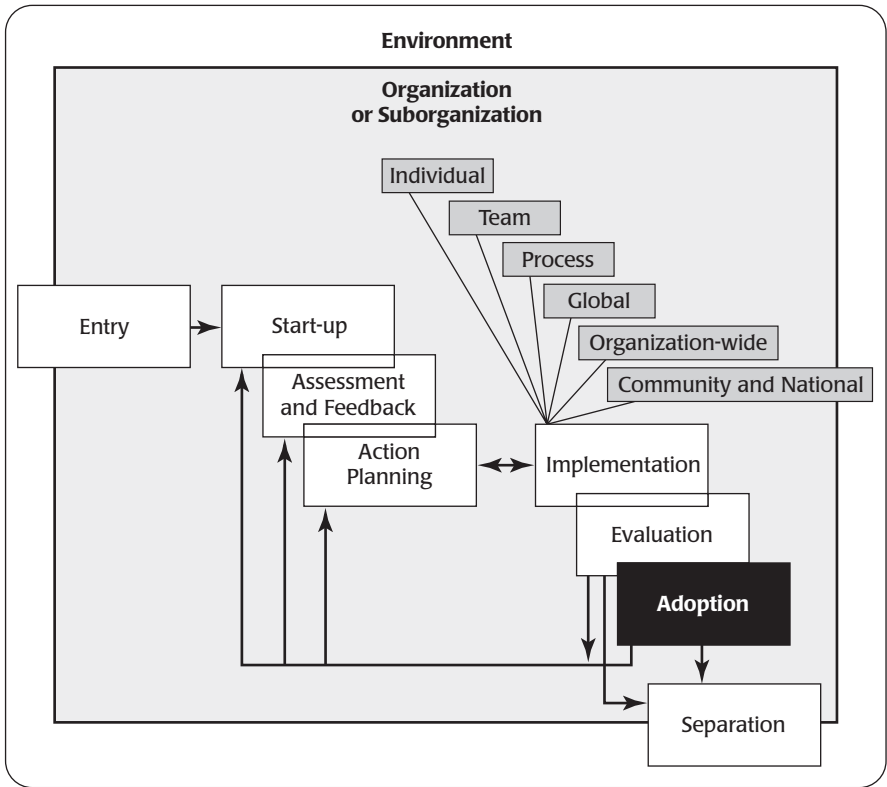 Environment
Organization
or Suborganization
Individual
Team
Process
Global
Organization-wide
Community and National
Entry
Start-up
Assessment
and Feedback
Action
Planning
Implementation
Evaluation
Adoption
Separation